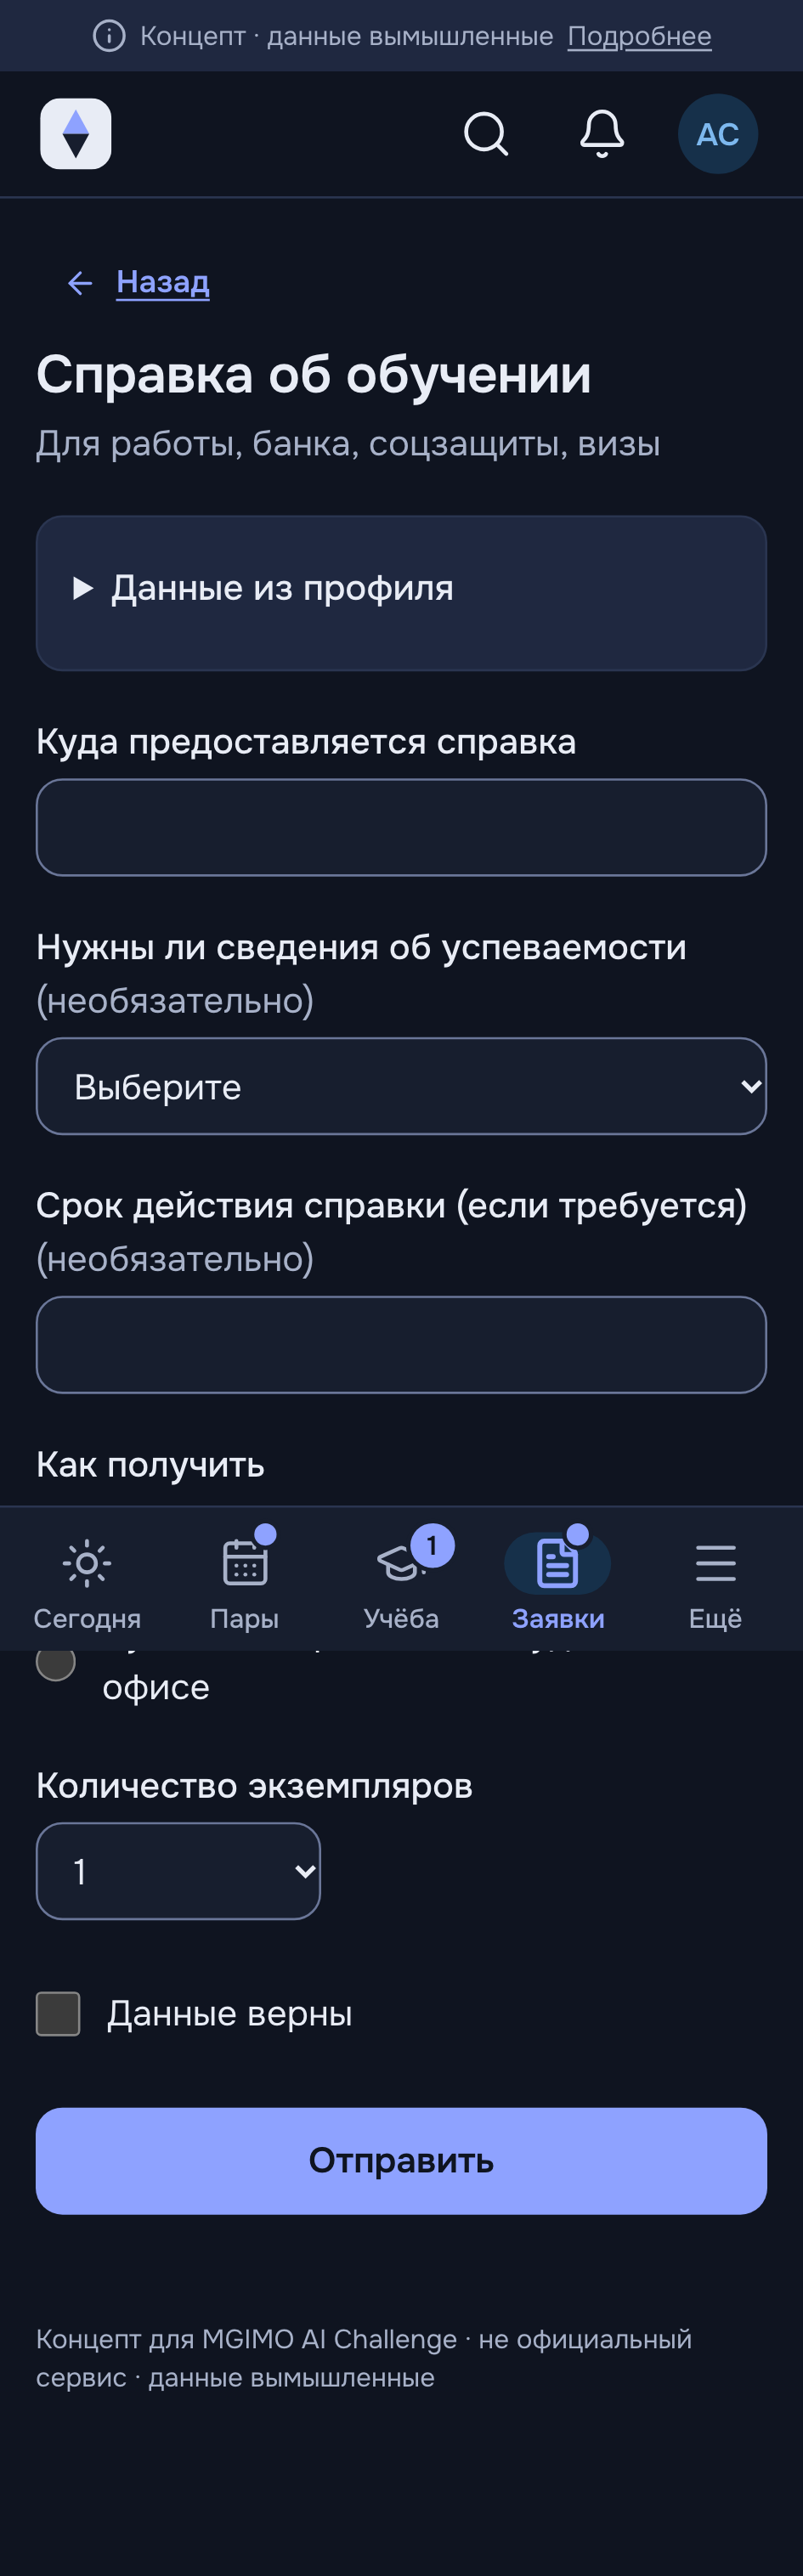 Концепт · данные вымышленные Подробнее
АС
Назад
Справка об обучении
Для работы, банка, соцзащиты, визы
Данные из профиля
Куда предоставляется справка
Нужны ли сведения об успеваемости
(необязательно)
Выберите
Срок действия справки (если требуется)
(необязательно)
Как получить
1
Сегодня
Пары
Учёба
Заявки
Ещё
офисе
Количество экземпляров
1
Данные верны
Отправить
Концепт для MGIMO AI Challenge · не официальный
сервис · данные вымышленные